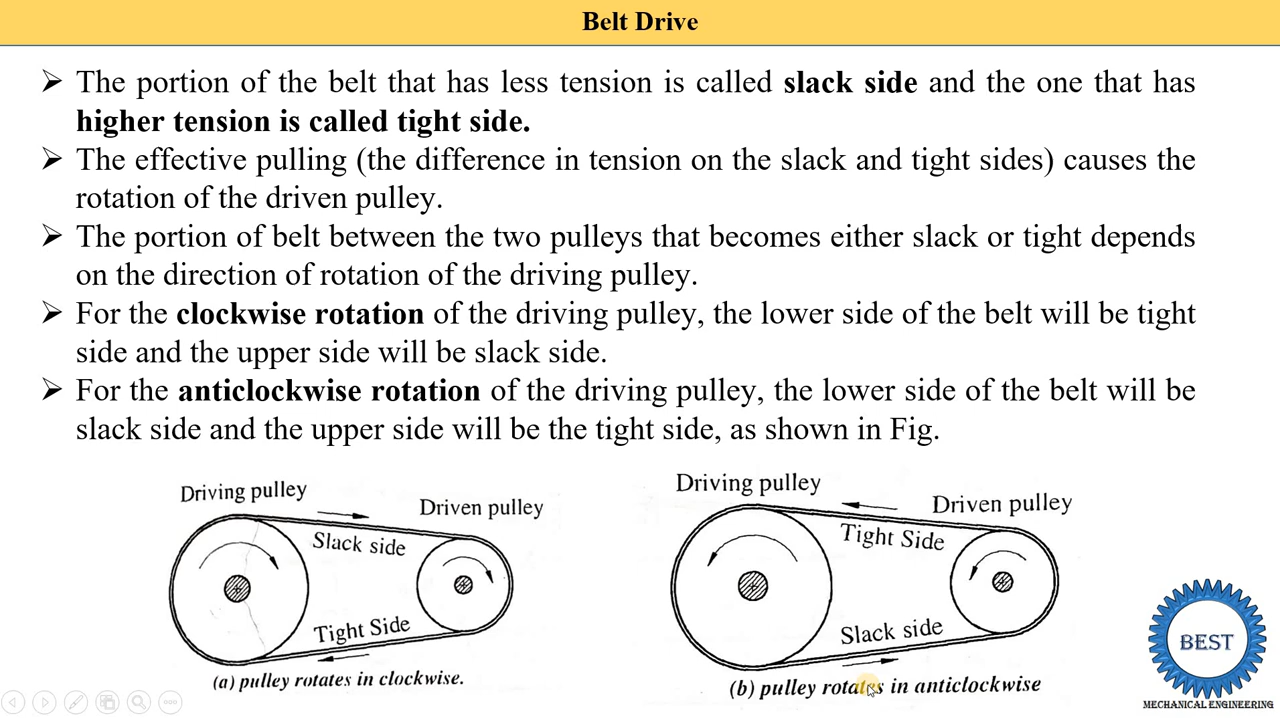 Belt Drive
➢ The portion of the belt that has less tension is called slack side and the one that has
higher tension is called tight side.
➢ The effective pulling (the difference in tension on the slack and tight sides) causes the
rotation of the driven pulley.
➢ The portion of belt between the two pulleys that becomes either slack or tight depends
on the direction of rotation of the driving pulley.
➢ For the clockwise rotation of the driving pulley, the lower side of the belt will be tight
side and the upper side will be slack side.
➢ For the anticlockwise rotation of the driving pulley, the lower side of the belt will be
slack side and the upper side will be the tight side, as shown in Fig.
Driving pulley
Driven pulley
Slack side
Tight Side
(a) pulley rotates in clockwise.
Driving pulley
Driven pulley
Tight Side
Slack side
(b) pulley rotates in anticlockwise
BEST
MECHANICAL ENGINEERING